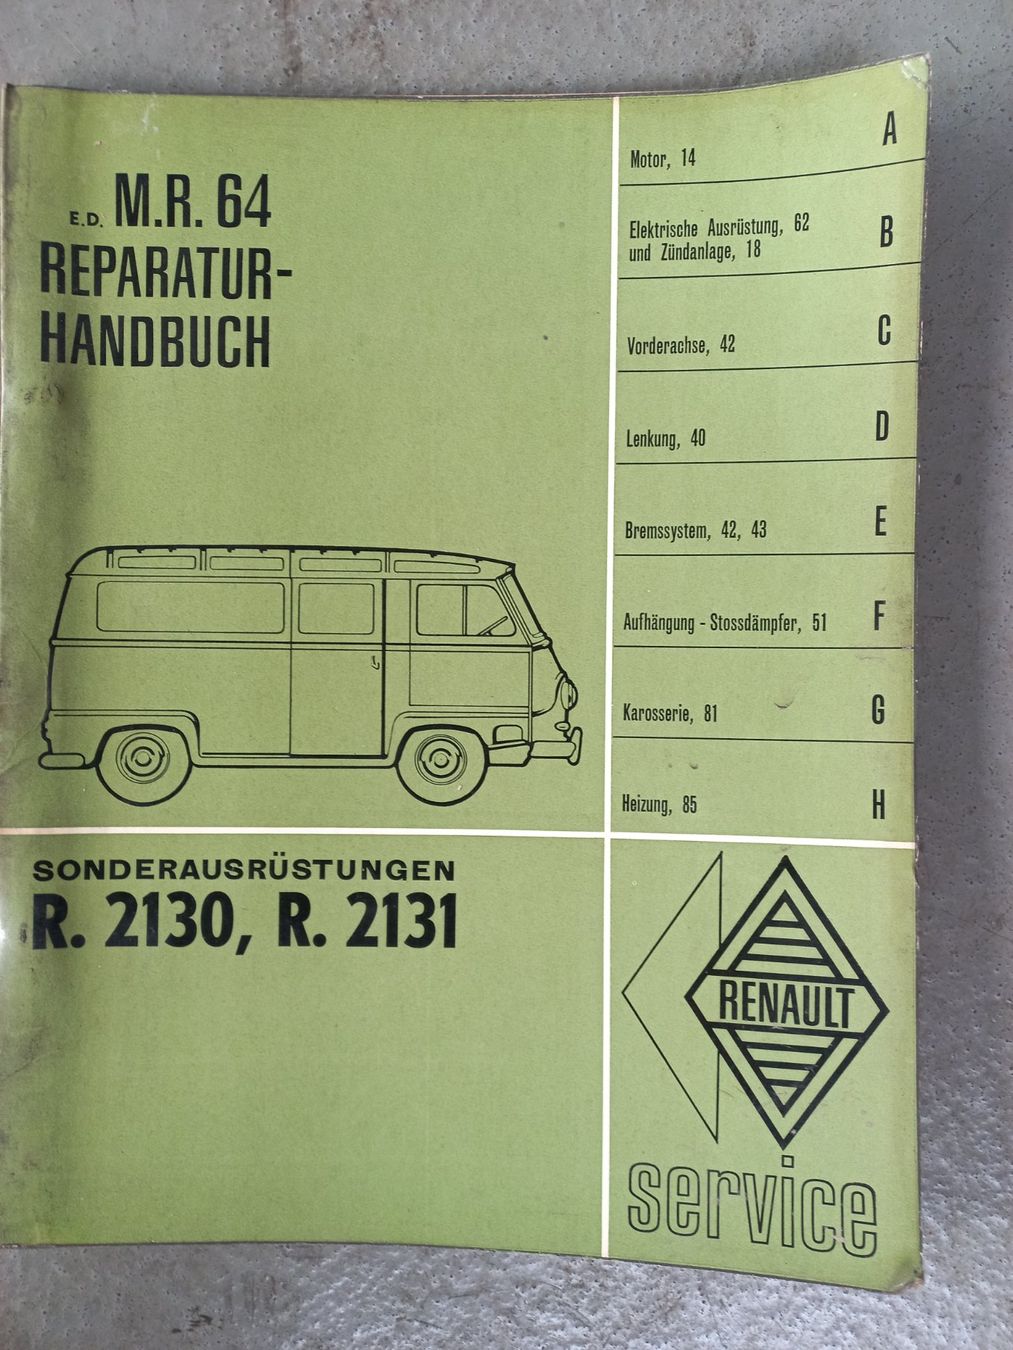 E.D. M.R. 64
REPARATUR-
HANDBUCH
Motor, 14
A
Elektrische Ausrüstung, 62
und Zündanlage, 18
B
Vorderachse, 42
C
Lenkung, 40
D
Bremssystem, 42, 43
E
Aufhängung - Stossdämpfer, 51
F
Karosserie, 81
G
Heizung, 85
H
SONDERAUSRÜSTUNGEN
R. 2130, R. 2131
RENAULT
service